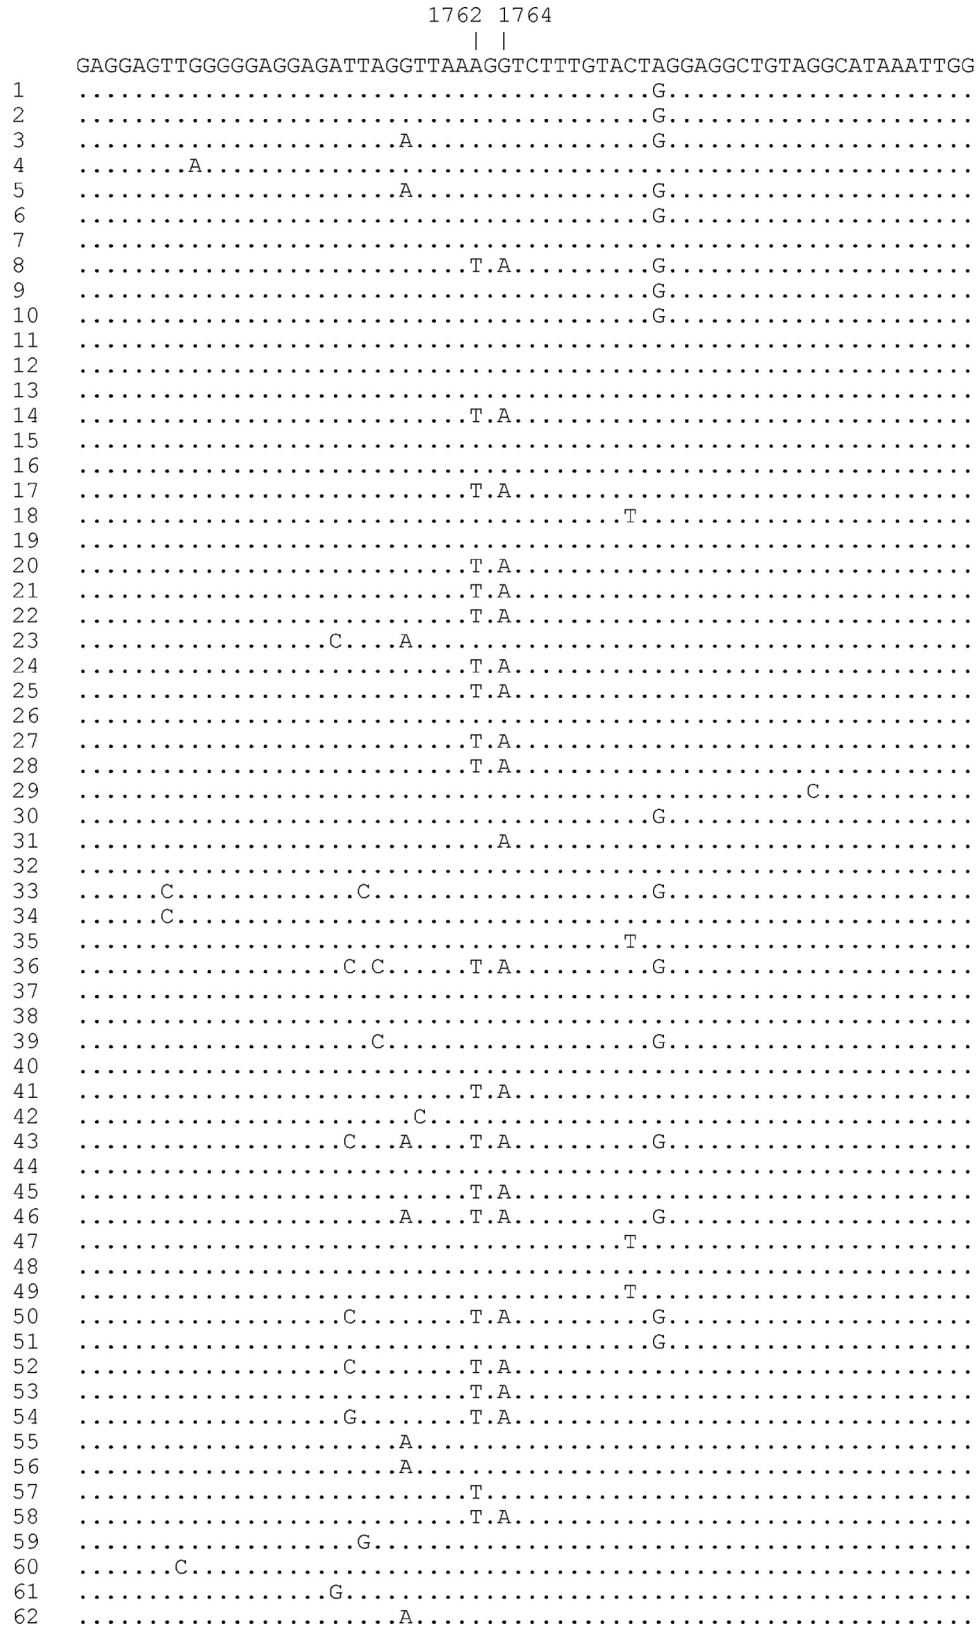 1762 1764
| |
GAGGAGTTGGGGGAGGAGATTAGGTTAAAGGTCTTTGTACTAGGAGGCTGTAGGCATAAATTGG
1 .........................................G......................
2 .........................................G......................
3 .......................A.................G......................
4 ........A.......................................................
5 .......................A.................G......................
6 .........................................G......................
7 ................................................................
8 ............................T.A..........G......................
9 .........................................G......................
10 .........................................G......................
11 ................................................................
12 ................................................................
13 ................................................................
14 ............................T.A.................................
15 ................................................................
16 ................................................................
17 ............................T.A.................................
18 .......................................T........................
19 ................................................................
20 ............................T.A.................................
21 ............................T.A.................................
22 ............................T.A.................................
23 ..................C....A........................................
24 ............................T.A.................................
25 ............................T.A.................................
26 ................................................................
27 ............................T.A.................................
28 ............................T.A.................................
29 ....................................................C...........
30 .........................................G......................
31 ..............................A.................................
32 ................................................................
33 ......C.............C....................G......................
34 ......C.........................................................
35 .......................................T........................
36 ...................C.C......T.A..........G......................
37 ................................................................
38 ................................................................
39 .....................C...................G......................
40 ................................................................
41 ............................T.A.................................
42 ........................C.......................................
43 ...................C...A....T.A..........G......................
44 ................................................................
45 ............................T.A.................................
46 .......................A....T.A..........G......................
47 .......................................T........................
48 ................................................................
49 .......................................T........................
50 ...................C........T.A..........G......................
51 .........................................G......................
52 ...................C........T.A.................................
53 ............................T.A.................................
54 ...................G........T.A.................................
55 .......................A........................................
56 .......................A........................................
57 ............................T...................................
58 ............................T.A.................................
59 ....................G...........................................
60 .......C........................................................
61 ..................G.............................................
62 .......................A........................................